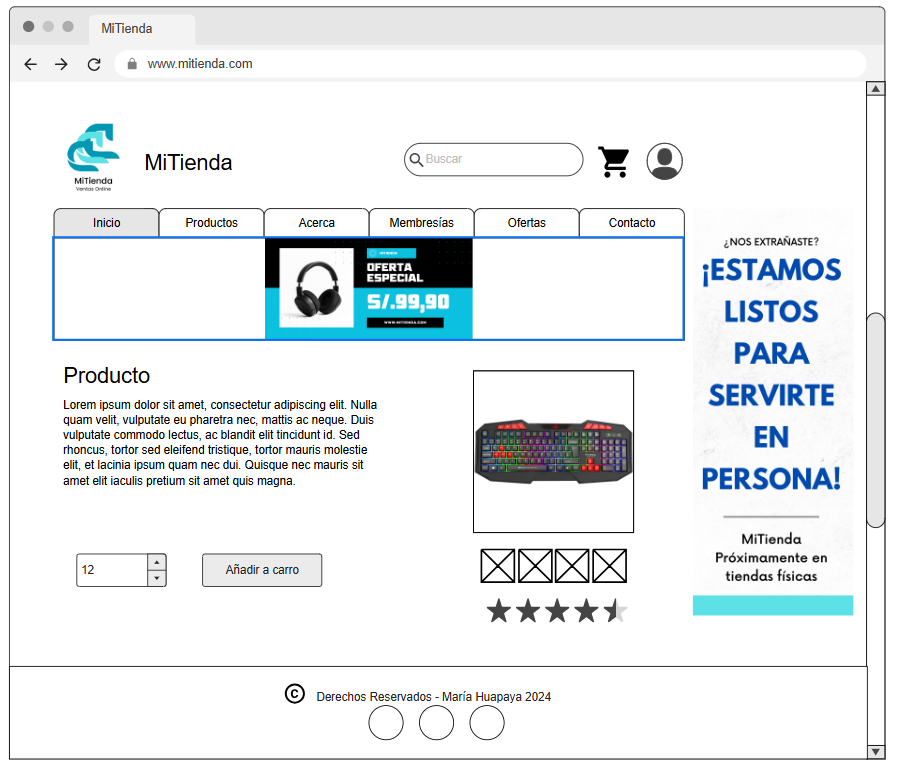 MiTienda
www.mitienda.com
MiTienda
Ventas Online
MiTienda
Buscar
Inicio
Productos
Acerca
Membresías
Ofertas
Contacto
MITIENDA
OFERTA
ESPECIAL
S/.99,90
WWW.MITIENDA.COM
¿NOS EXTRAÑASTE?
¡ESTAMOS
LISTOS
PARA
SERVIRTE
EN
PERSONA!
MiTienda
Próximamente en
tiendas físicas
Producto
Lorem ipsum dolor sit amet, consectetur adipiscing elit. Nulla
quam velit, vulputate eu pharetra nec, mattis ac neque. Duis
vulputate commodo lectus, ac blandit elit tincidunt id. Sed
rhoncus, tortor sed eleifend tristique, tortor mauris molestie
elit, et lacinia ipsum quam nec dui. Quisque nec mauris sit
amet elit iaculis pretium sit amet quis magna.
12
Añadir a carro
© Derechos Reservados - María Huapaya 2024